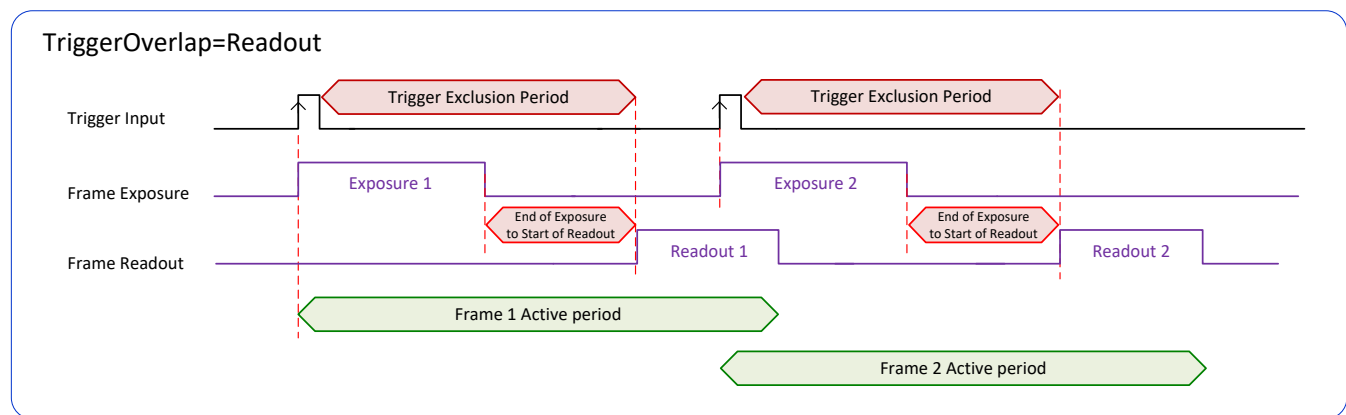 TriggerOverlap=Readout
Trigger Exclusion Period
Trigger Exclusion Period
Trigger Input
Exposure 1
Exposure 2
Frame Exposure
End of Exposure
to Start of Readout
End of Exposure
to Start of Readout
Readout 1
Readout 2
Frame Readout
Frame 1 Active period
Frame 2 Active period